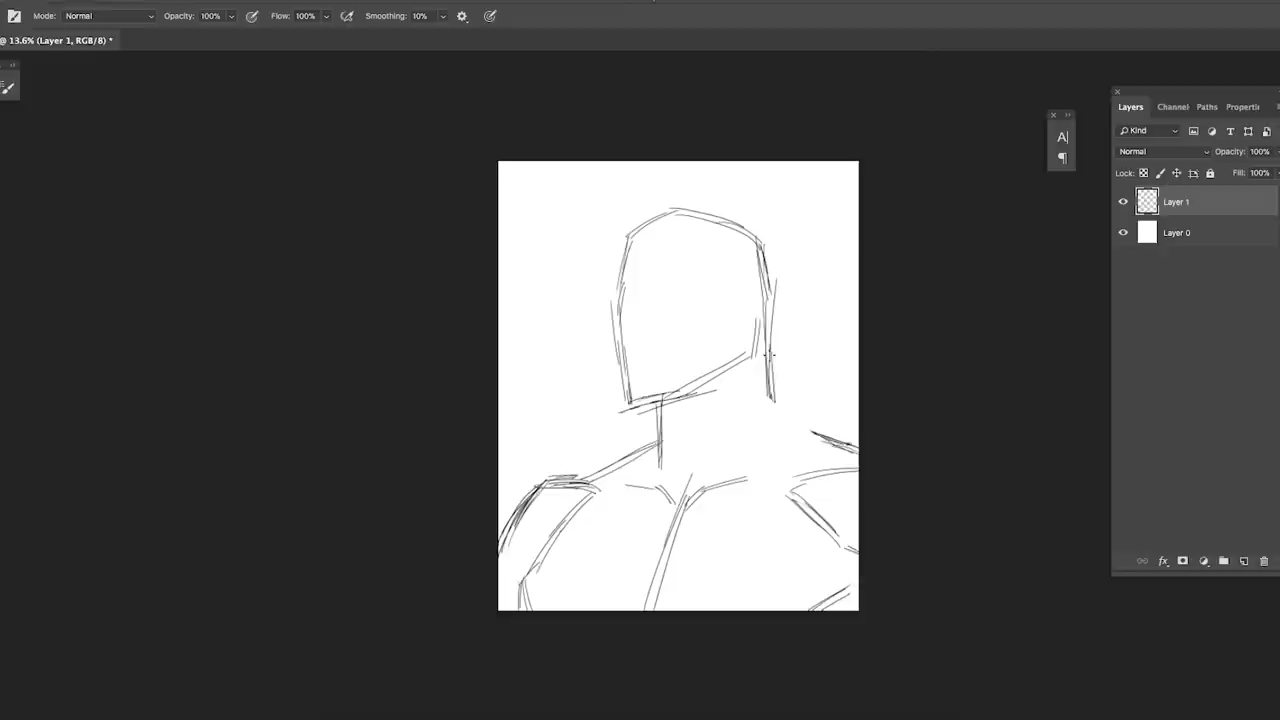 Mode: Normal Opacity: 100% Flow: 100% Smoothing: 10%
@ 13.6% (Layer 1, RGB/8) *
Layers Channel Paths Properti
Kind
Normal Opacity: 100%
Lock: Fill: 100%
Layer 1
Layer 0